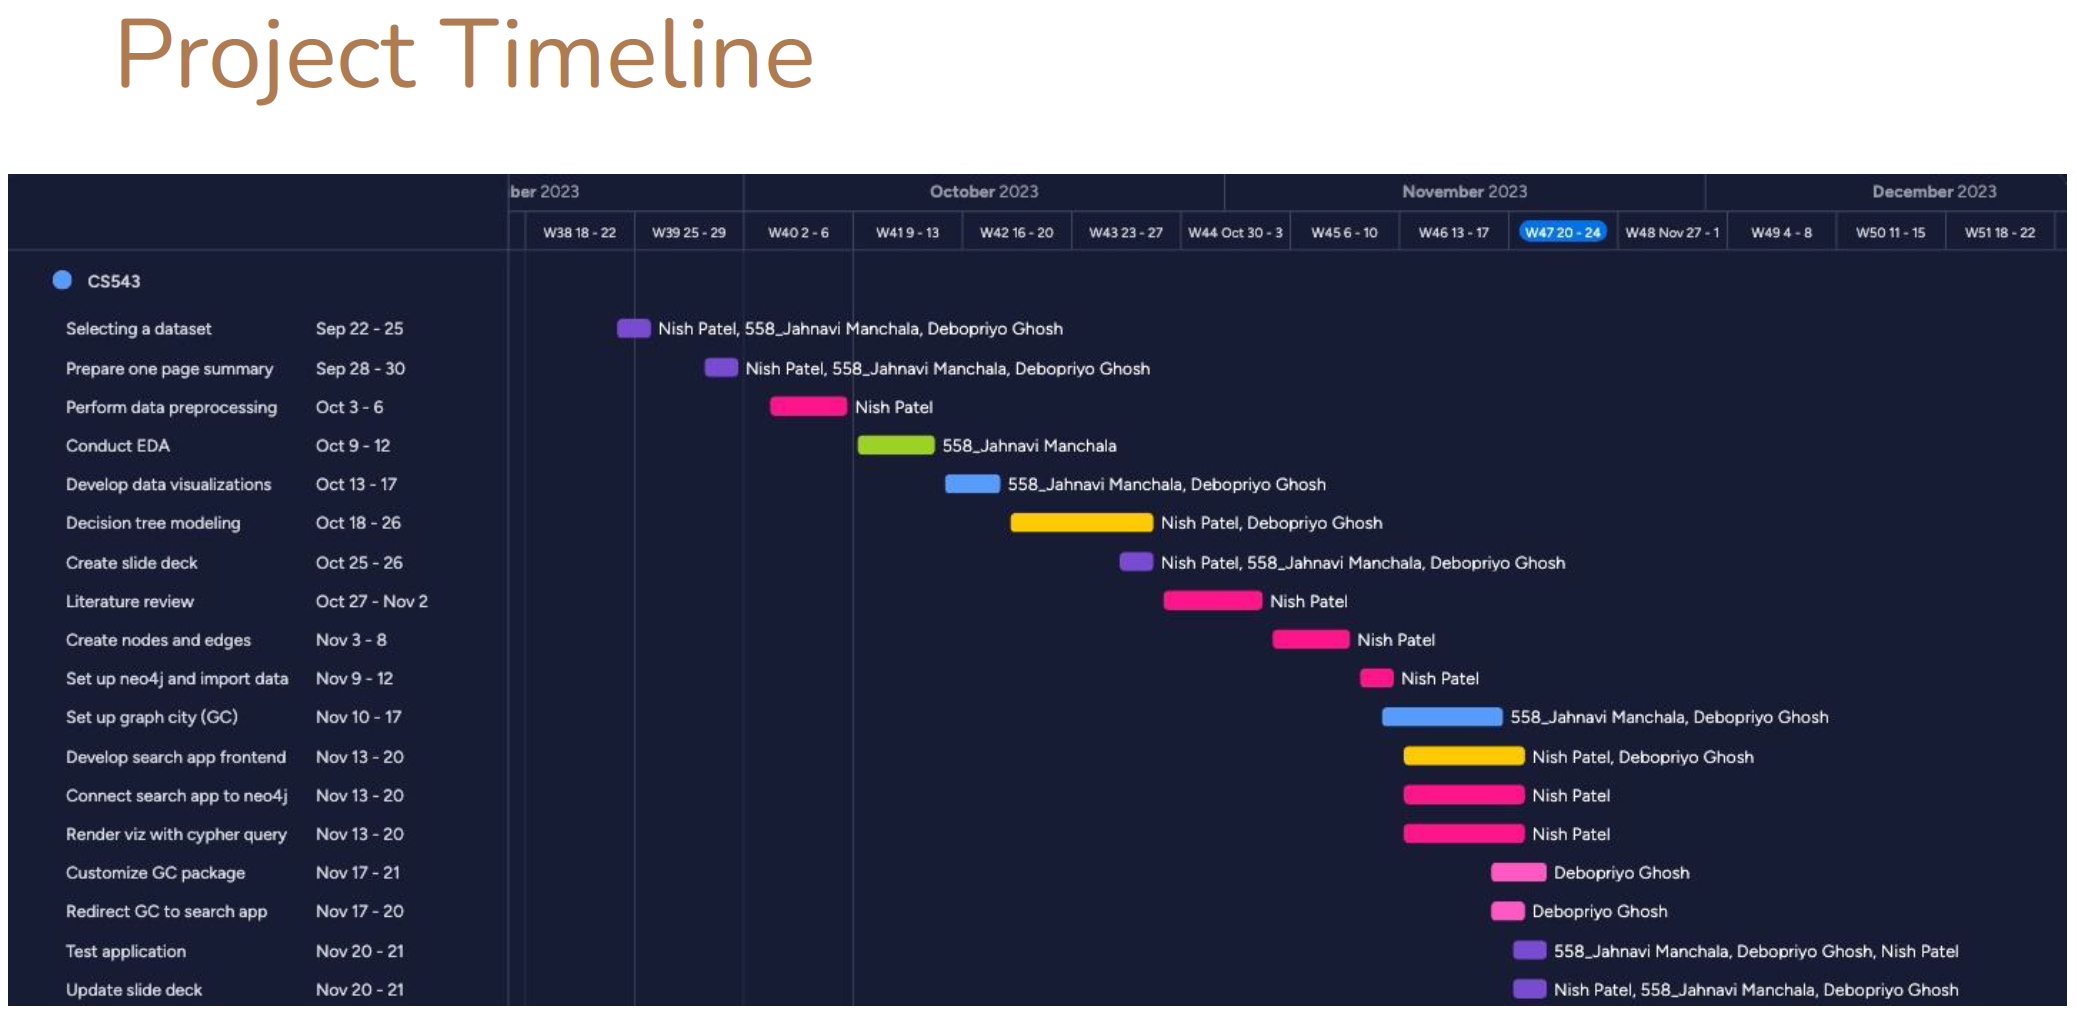 Project Timeline
ber 2023 October 2023 November 2023 December 2023
W38 18 - 22 W39 25 - 29 W40 2 - 6 W41 9 - 13 W42 16 - 20 W43 23 - 27 W44 Oct 30 - 3 W45 6 - 10 W46 13 - 17 W47 20 - 24 W48 Nov 27 - 1 W49 4 - 8 W50 11 - 15 W51 18 - 22
CS543
Selecting a dataset Sep 22 - 25 Nish Patel, 558_Jahnavi Manchala, Debopriyo Ghosh
Prepare one page summary Sep 28 - 30 Nish Patel, 558_Jahnavi Manchala, Debopriyo Ghosh
Perform data preprocessing Oct 3 - 6 Nish Patel
Conduct EDA Oct 9 - 12 558_Jahnavi Manchala
Develop data visualizations Oct 13 - 17 558_Jahnavi Manchala, Debopriyo Ghosh
Decision tree modeling Oct 18 - 26 Nish Patel, Debopriyo Ghosh
Create slide deck Oct 25 - 26 Nish Patel, 558_Jahnavi Manchala, Debopriyo Ghosh
Literature review Oct 27 - Nov 2 Nish Patel
Create nodes and edges Nov 3 - 8 Nish Patel
Set up neo4j and import data Nov 9 - 12 Nish Patel
Set up graph city (GC) Nov 10 - 17 558_Jahnavi Manchala, Debopriyo Ghosh
Develop search app frontend Nov 13 - 20 Nish Patel, Debopriyo Ghosh
Connect search app to neo4j Nov 13 - 20 Nish Patel
Render viz with cypher query Nov 13 - 20 Nish Patel
Customize GC package Nov 17 - 21 Debopriyo Ghosh
Redirect GC to search app Nov 17 - 20 Debopriyo Ghosh
Test application Nov 20 - 21 558_Jahnavi Manchala, Debopriyo Ghosh, Nish Patel
Update slide deck Nov 20 - 21 Nish Patel, 558_Jahnavi Manchala, Debopriyo Ghosh